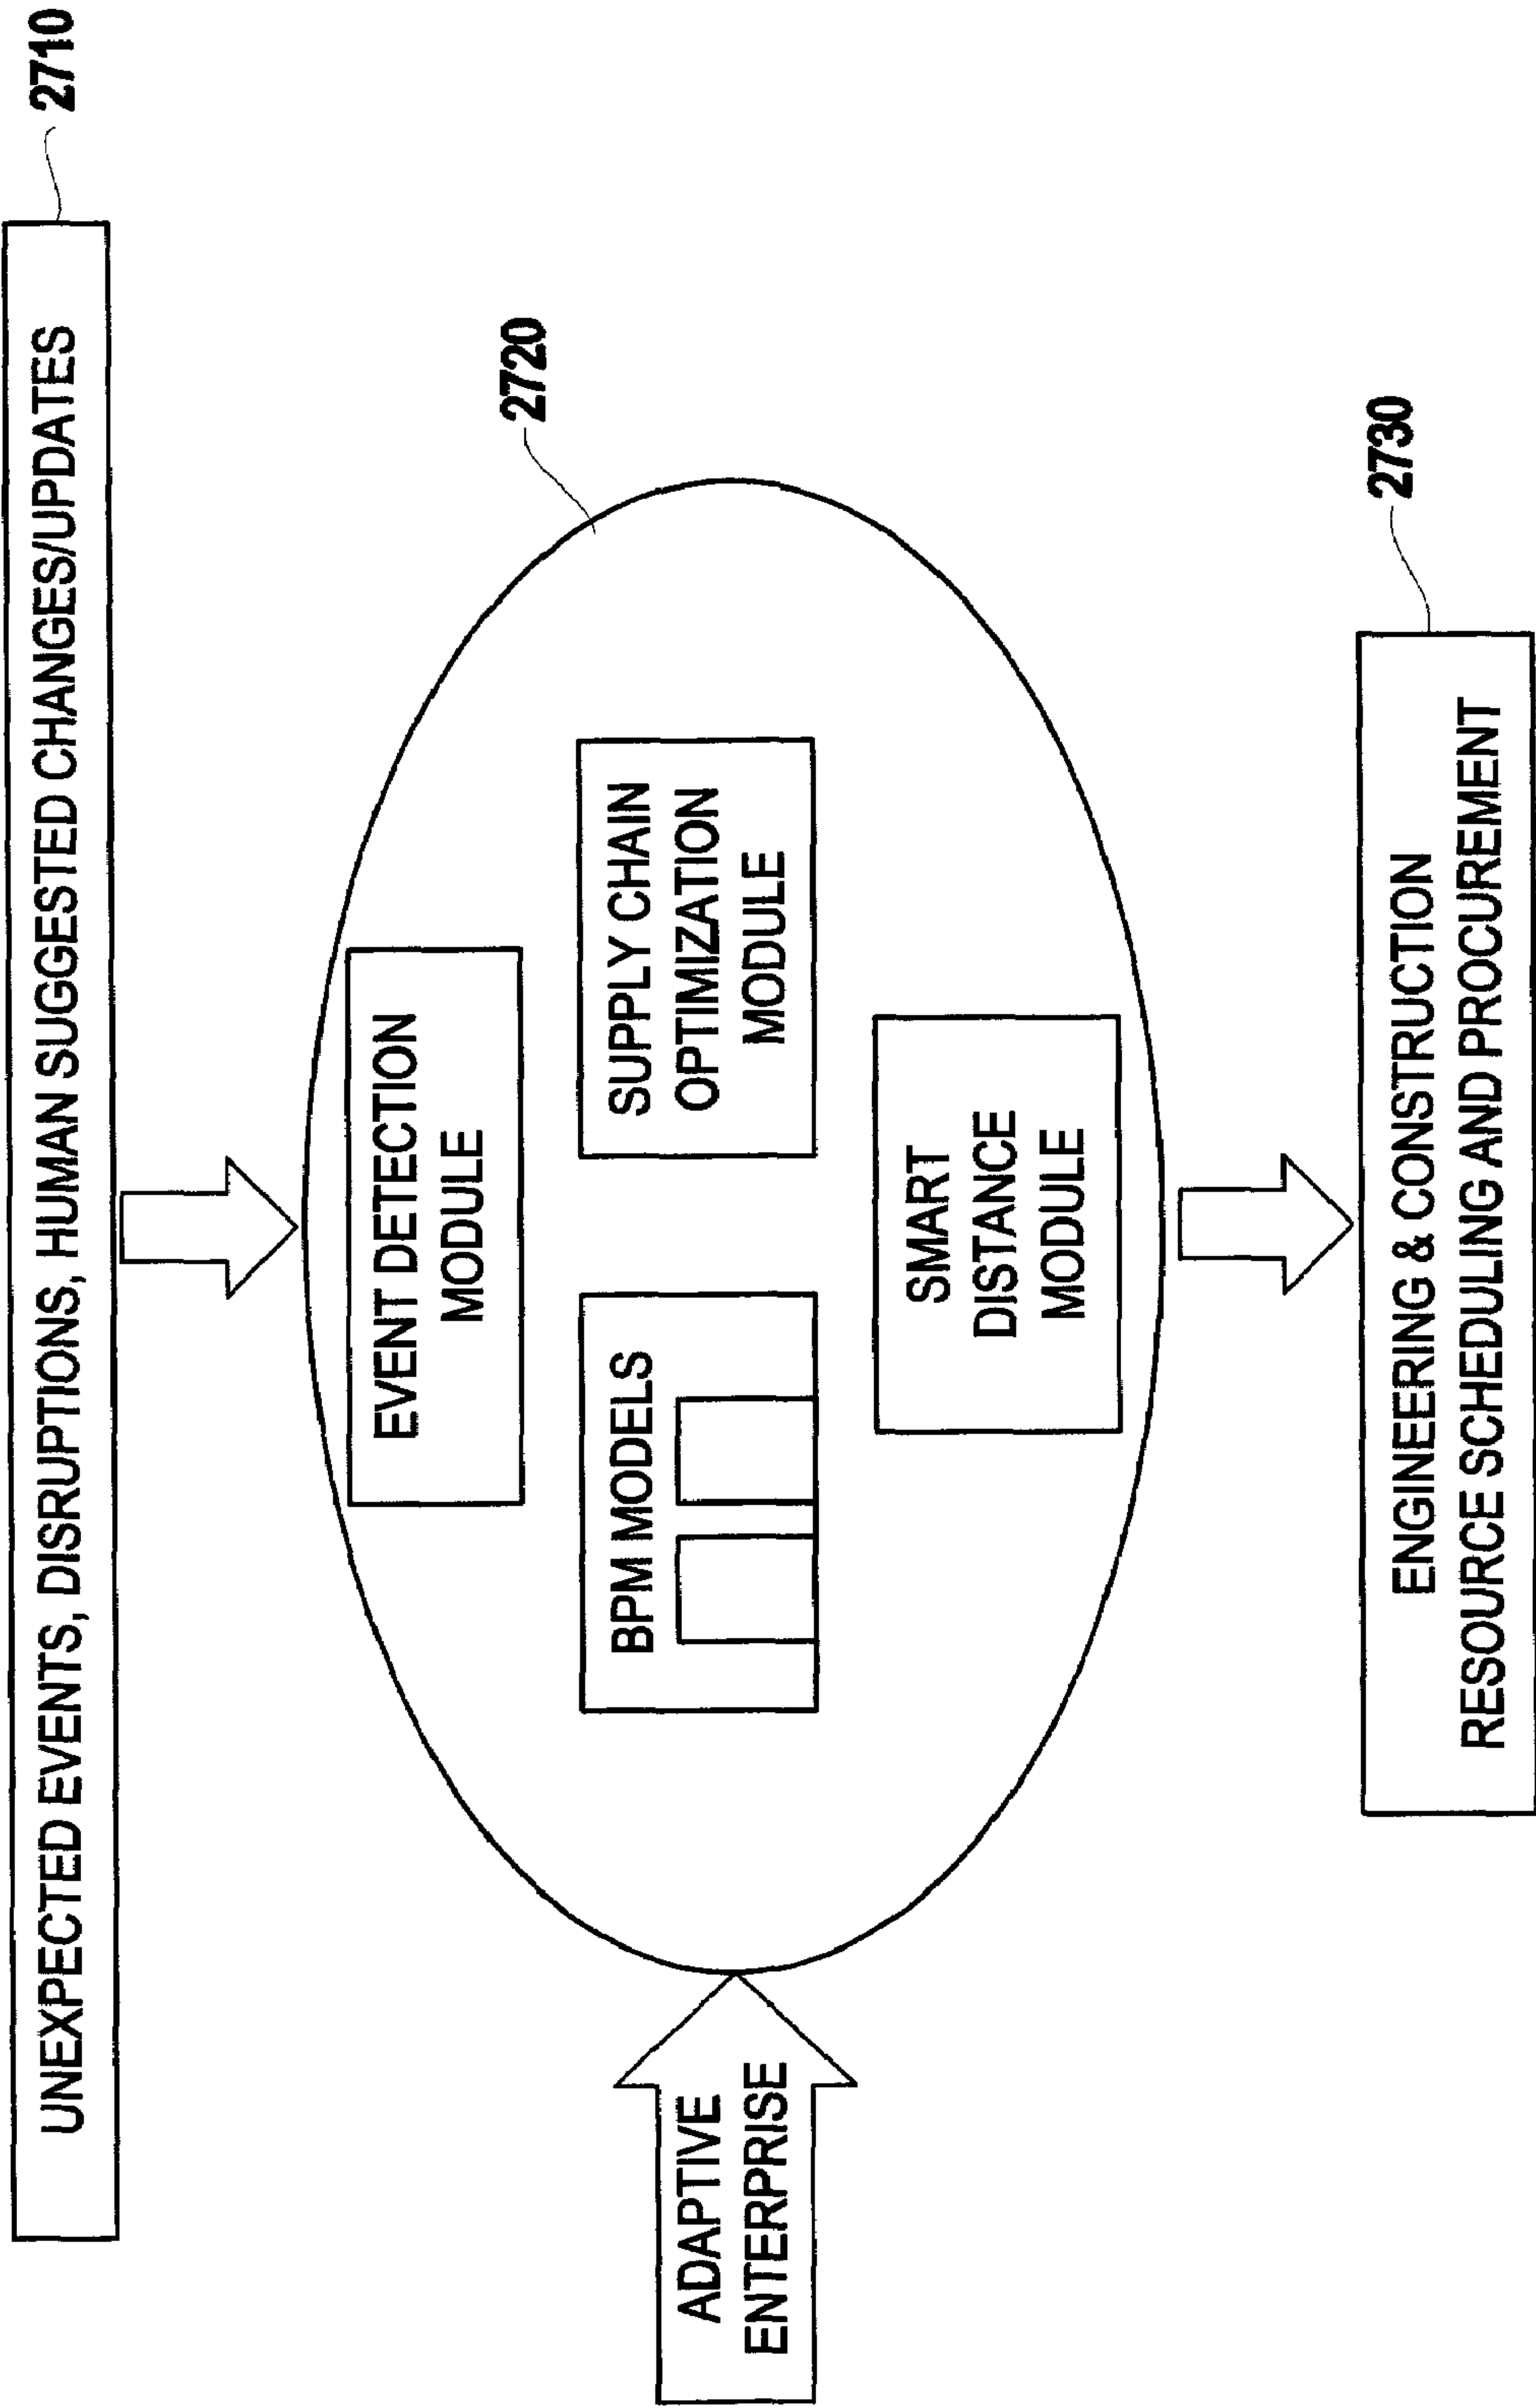 2710
UNEXPECTED EVENTS, DISRUPTIONS, HUMAN SUGGESTED CHANGES/UPDATES
2720
EVENT DETECTION
MODULE
ADAPTIVE
ENTERPRISE
BPM MODELS
SUPPLY CHAIN
OPTIMIZATION
MODULE
SMART
DISTANCE
MODULE
2730
ENGINEERING & CONSTRUCTION
RESOURCE SCHEDULING AND PROCUREMENT